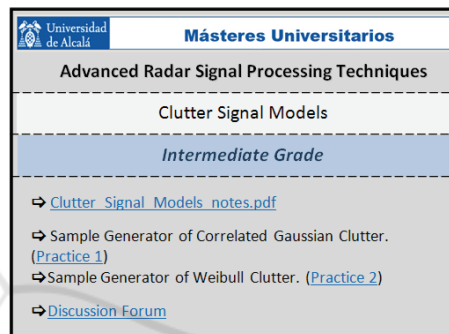 Universidad
de Alcalá
Másteres Universitarios
Advanced Radar Signal Processing Techniques
Clutter Signal Models
Intermediate Grade
⇨ Clutter_Signal_Models_notes.pdf
⇨ Sample Generator of Correlated Gaussian Clutter.
(Practice 1)
⇨Sample Generator of Weibull Clutter. (Practice 2)
⇨Discussion Forum